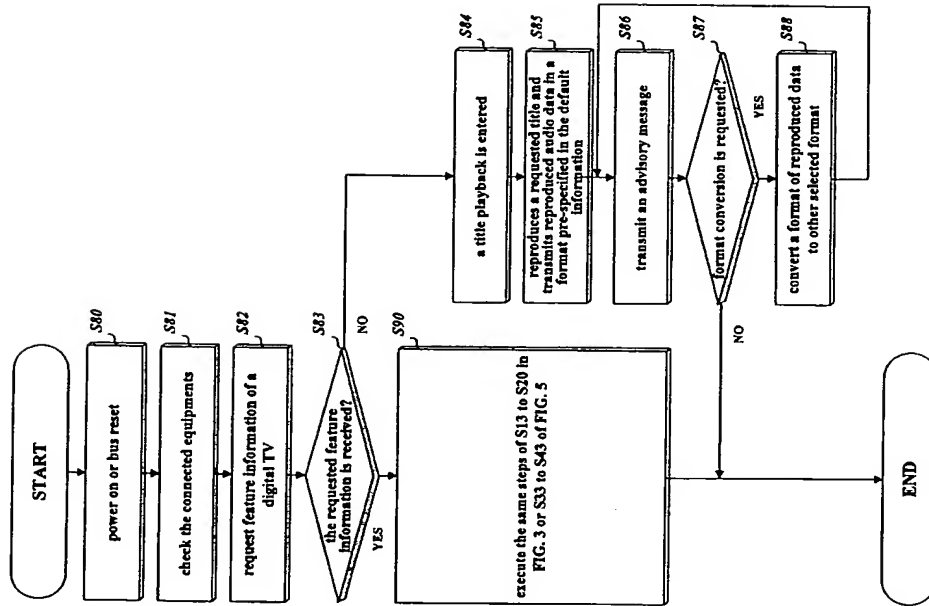 START
S80
power on or bus reset
S81
check the connected equipments
S82
request feature information of a
digital TV
S83
the requested feature
information is received?
NO
YES
S90
execute the same steps of S13 to S20 in
FIG. 3 or S33 to S43 of FIG. 5
S84
a title playback is entered
S85
reproduces a requested title and
transmits reproduced audio data in a
format pre-specified in the default
information
S86
transmit an advisory message
S87
format conversion is requested?
NO
YES
S88
convert a format of reproduced data
to other selected format
END